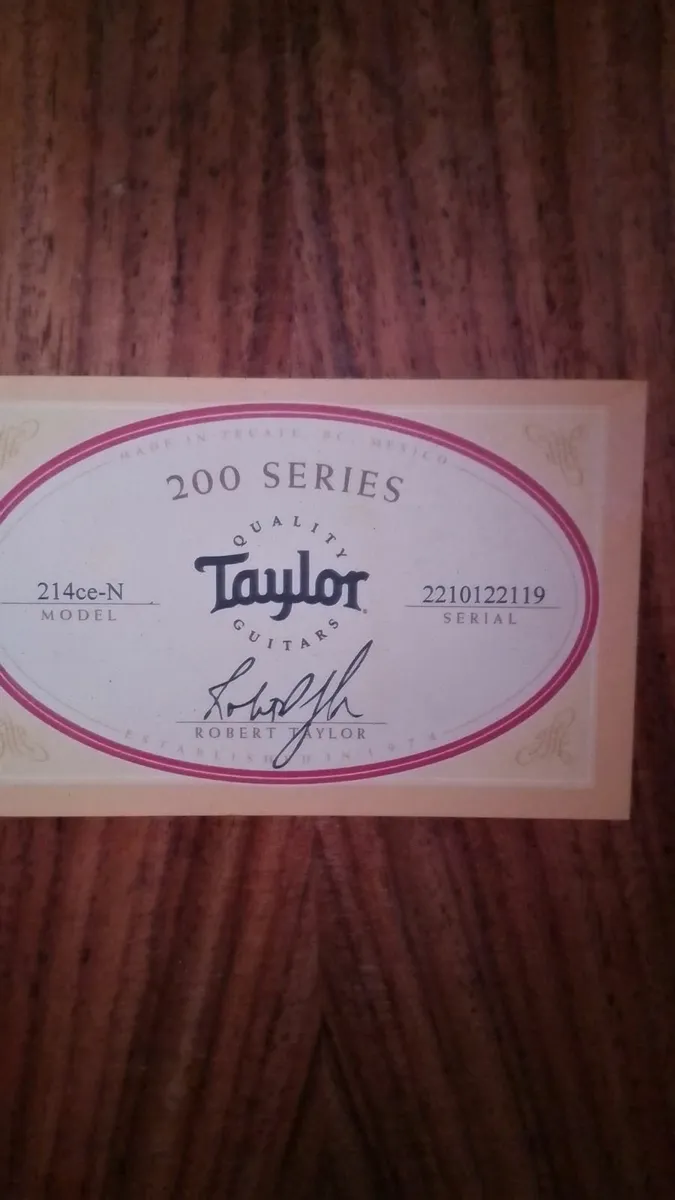 MADE IN TECATE, BC, MEXICO
200 SERIES
QUALITY
Taylor
GUITARS
214ce-N
MODEL
2210122119
SERIAL
ROBERT TAYLOR
ESTABLISHED IN 1974